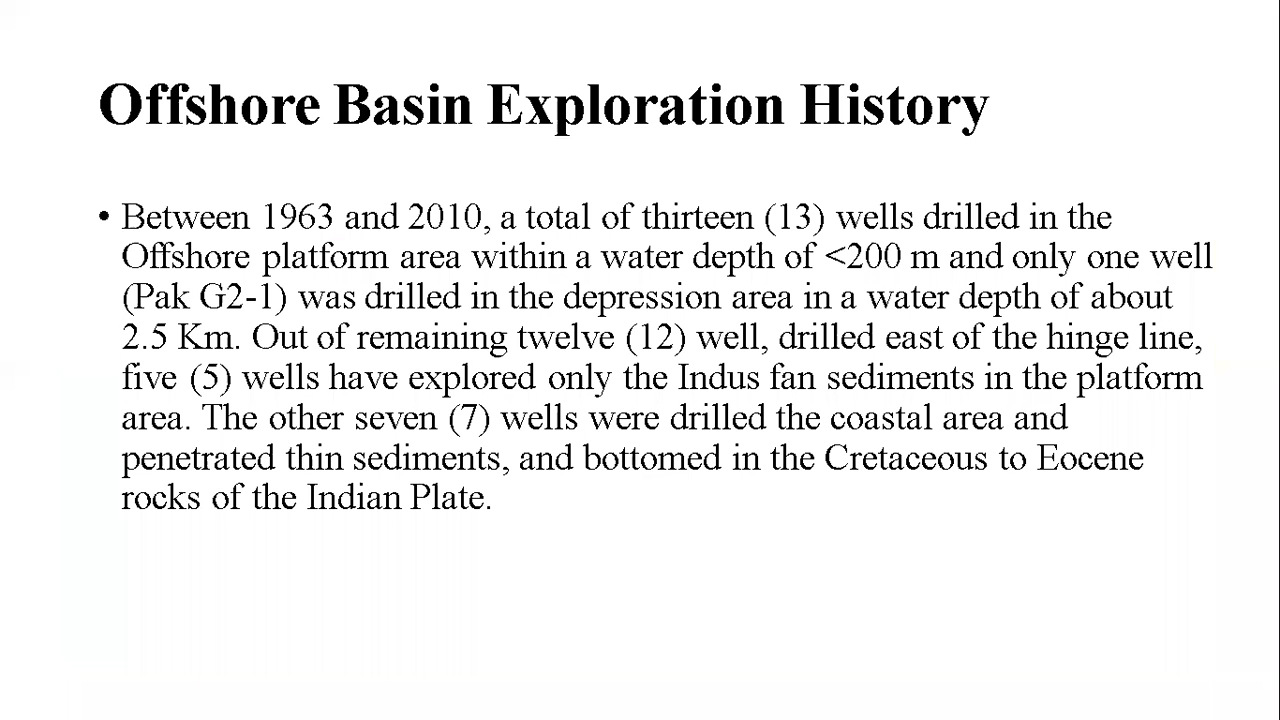 Offshore Basin Exploration History
• Between 1963 and 2010, a total of thirteen (13) wells drilled in the
Offshore platform area within a water depth of <200 m and only one well
(Pak G2-1) was drilled in the depression area in a water depth of about
2.5 Km. Out of remaining twelve (12) well, drilled east of the hinge line,
five (5) wells have explored only the Indus fan sediments in the platform
area. The other seven (7) wells were drilled the coastal area and
penetrated thin sediments, and bottomed in the Cretaceous to Eocene
rocks of the Indian Plate.